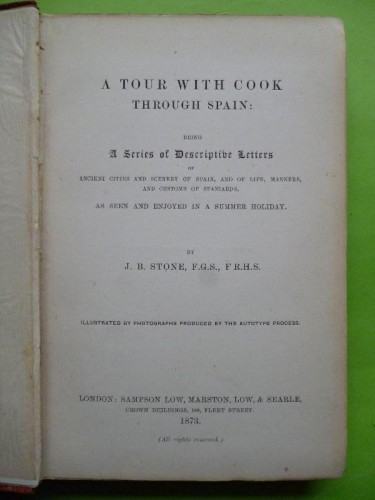 A TOUR WITH COOK
THROUGH SPAIN:
BEING
A Series of Descriptive Letters
OF
ANCIENT CITIES AND SCENERY OF SPAIN, AND OF LIFE, MANNERS,
AND CUSTOMS OF SPANIARDS,
AS SEEN AND ENJOYED IN A SUMMER HOLIDAY.
BY
J. B. STONE, F.G.S., F.R.H.S.
ILLUSTRATED BY PHOTOGRAPHS PRODUCED BY THE AUTOTYPE PROCESS.
LONDON: SAMPSON LOW, MARSTON, LOW, & SEARLE,
CROWN BUILDINGS, 188, FLEET STREET.
1873.
(All rights reserved.)